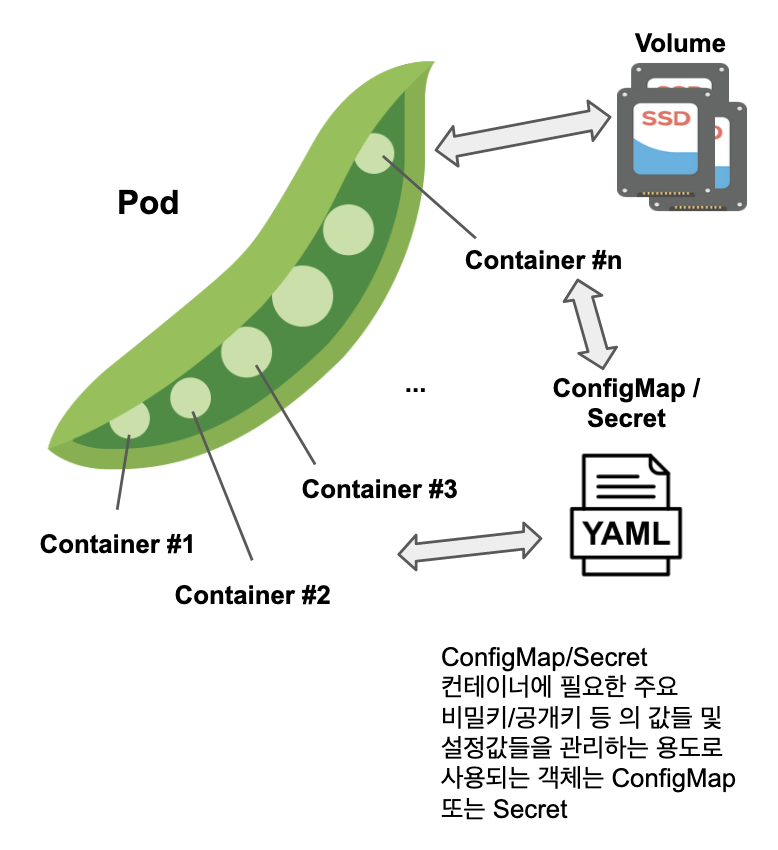 Volume
SSD
Pod
Container #n
ConfigMap /
Secret
...
Container #3
YAML
Container #1
Container #2
ConfigMap/Secret
컨테이너에 필요한 주요
비밀키/공개키 등 의 값들 및
설정값들을 관리하는 용도로
사용되는 객체는 ConfigMap
또는 Secret